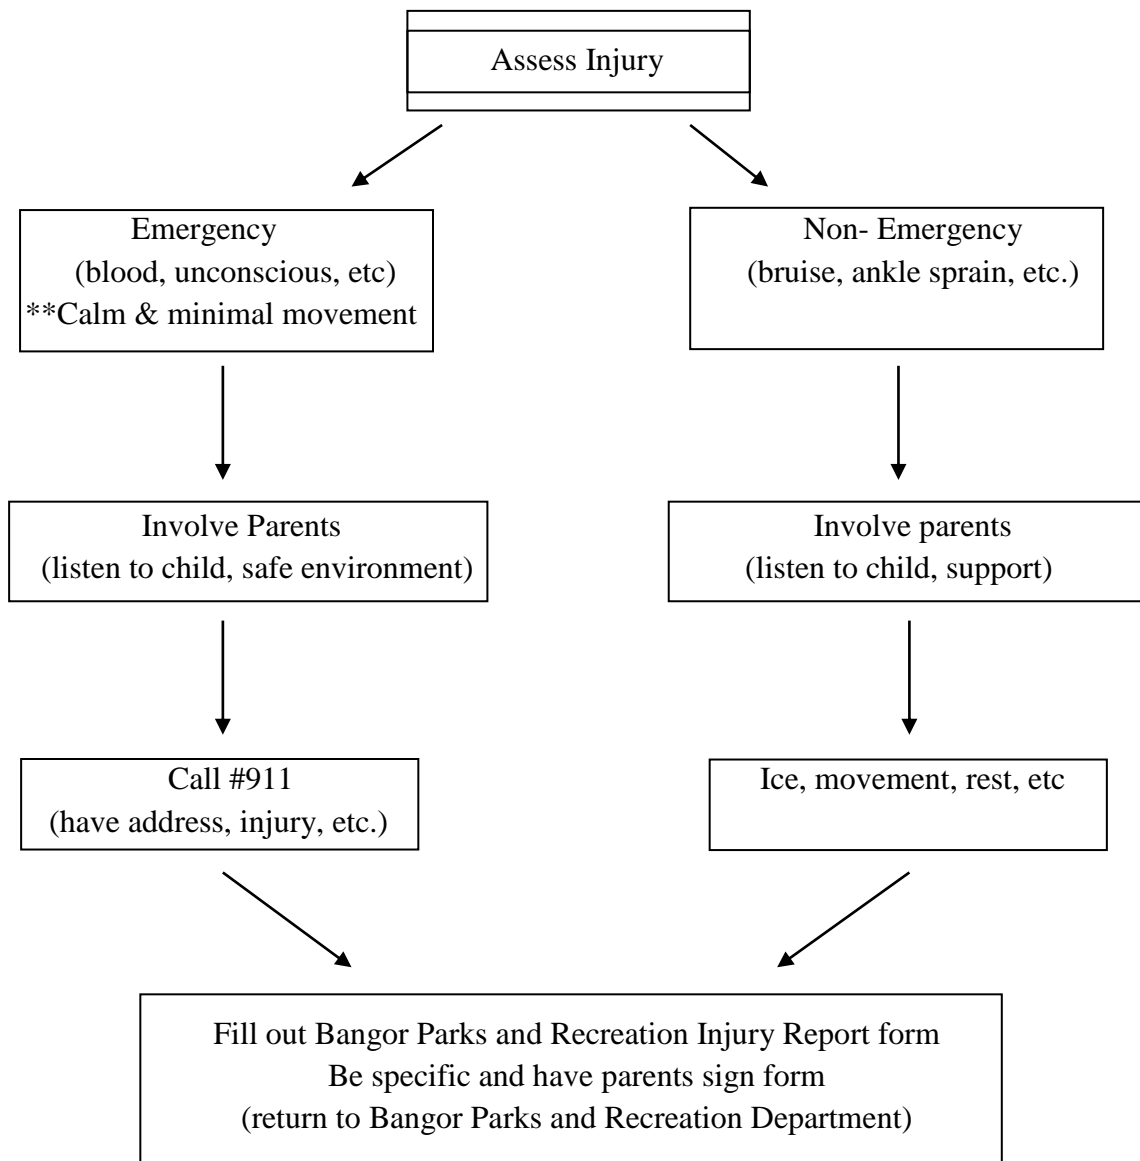 Assess Injury
Emergency
(blood, unconscious, etc)
**Calm & minimal movement
Non- Emergency
(bruise, ankle sprain, etc.)
Involve Parents
(listen to child, safe environment)
Involve parents
(listen to child, support)
Call #911
(have address, injury, etc.)
Ice, movement, rest, etc
Fill out Bangor Parks and Recreation Injury Report form
Be specific and have parents sign form
(return to Bangor Parks and Recreation Department)